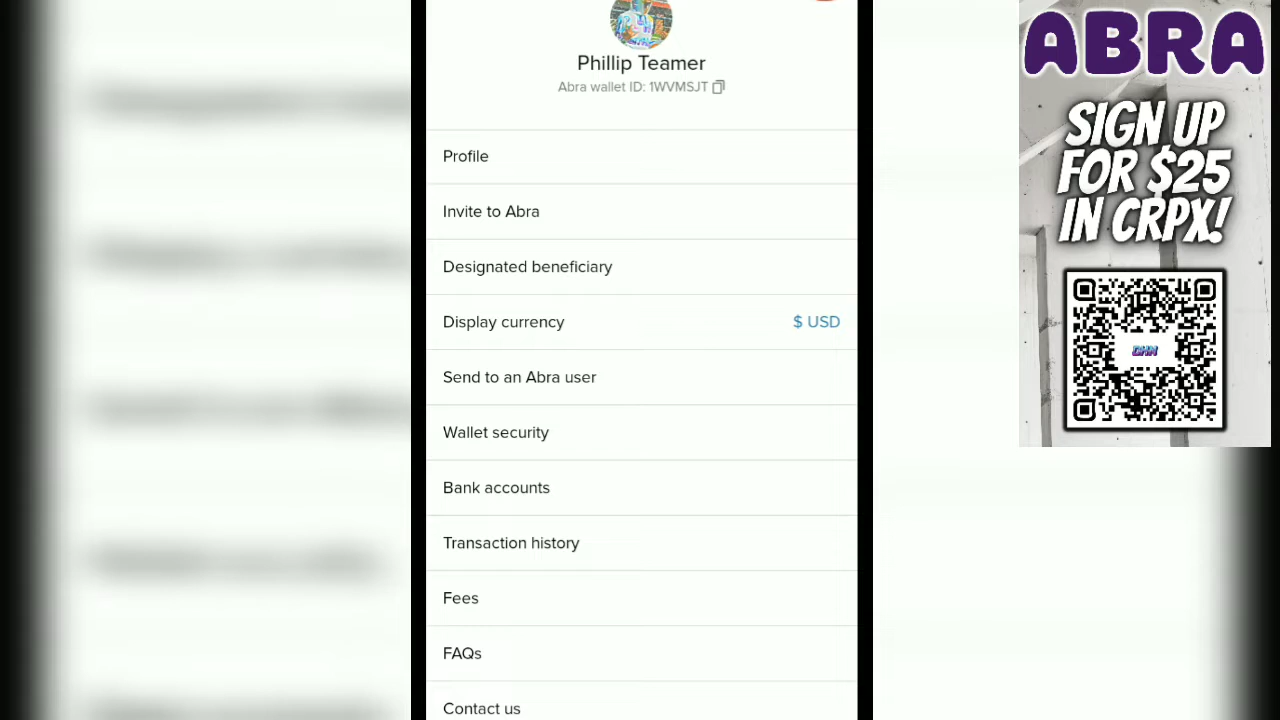 Phillip Teamer
Abra wallet ID: 1WVMSJT
Profile
Invite to Abra
Designated beneficiary
Display currency
$ USD
Send to an Abra user
Wallet security
Bank accounts
Transaction history
Fees
FAQs
Contact us
ABRA
SIGN UP
FOR $25
IN CRPX!
DHM